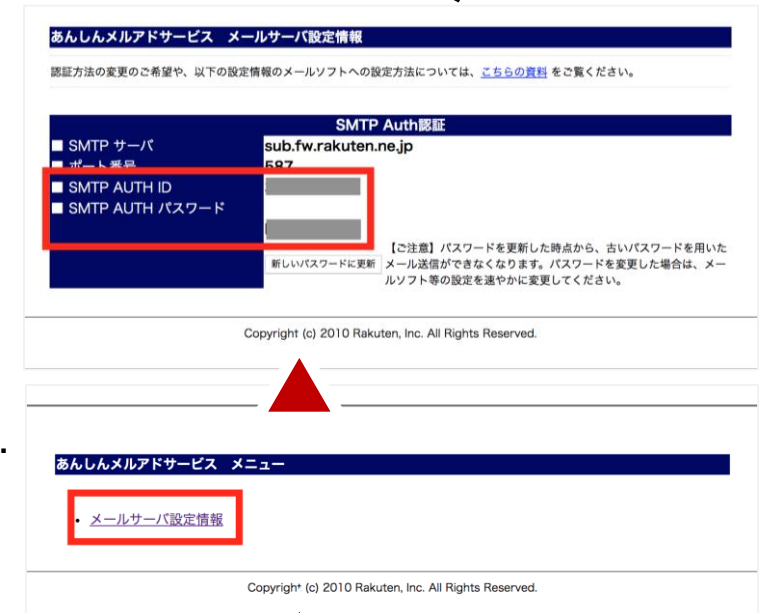 あんしんメルアドサービス　メールサーバ設定情報
認証方法の変更のご希望や、以下の設定情報のメールソフトへの設定方法については、こちらの資料 をご覧ください。
SMTP Auth認証
SMTP サーバ sub.fw.rakuten.ne.jp
ポート番号 587
SMTP AUTH ID
SMTP AUTH パスワード
【ご注意】パスワードを更新した時点から、古いパスワードを用いた
新しいパスワードに更新 メール送信ができなくなります。パスワードを変更した場合は、メー
ルソフト等の設定を速やかに変更してください。
Copyright (c) 2010 Rakuten, Inc. All Rights Reserved.
あんしんメルアドサービス　メニュー
• メールサーバ設定情報
Copyright (c) 2010 Rakuten, Inc. All Rights Reserved.